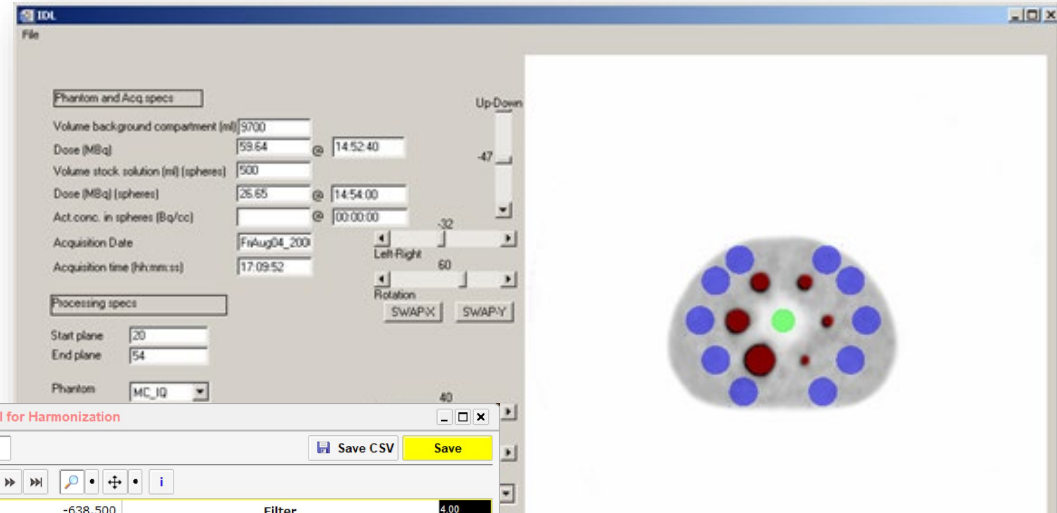 IDL
File
Phantom and Acq specs
Up-Down
Volume background compartment (ml) 9700
Dose (MBq) 59.64 @ 14:52:40
-47
Volume stock solution (ml) (spheres) 500
Dose (MBq) (spheres) 26.65 @ 14:54:00
Act.conc. in spheres (Bq/cc) @ 00:00:00
-32
Acquisition Date FriAug04_200
Left-Right
Acquisition time (hh:mm:ss) 17:09:52
60
Rotation
Processing specs
SWAP-X SWAP-Y
Start plane 20
End plane 54
Phantom MC_IQ
40
l for Harmonization
Save CSV Save
i
-638.500 Filter 4.00